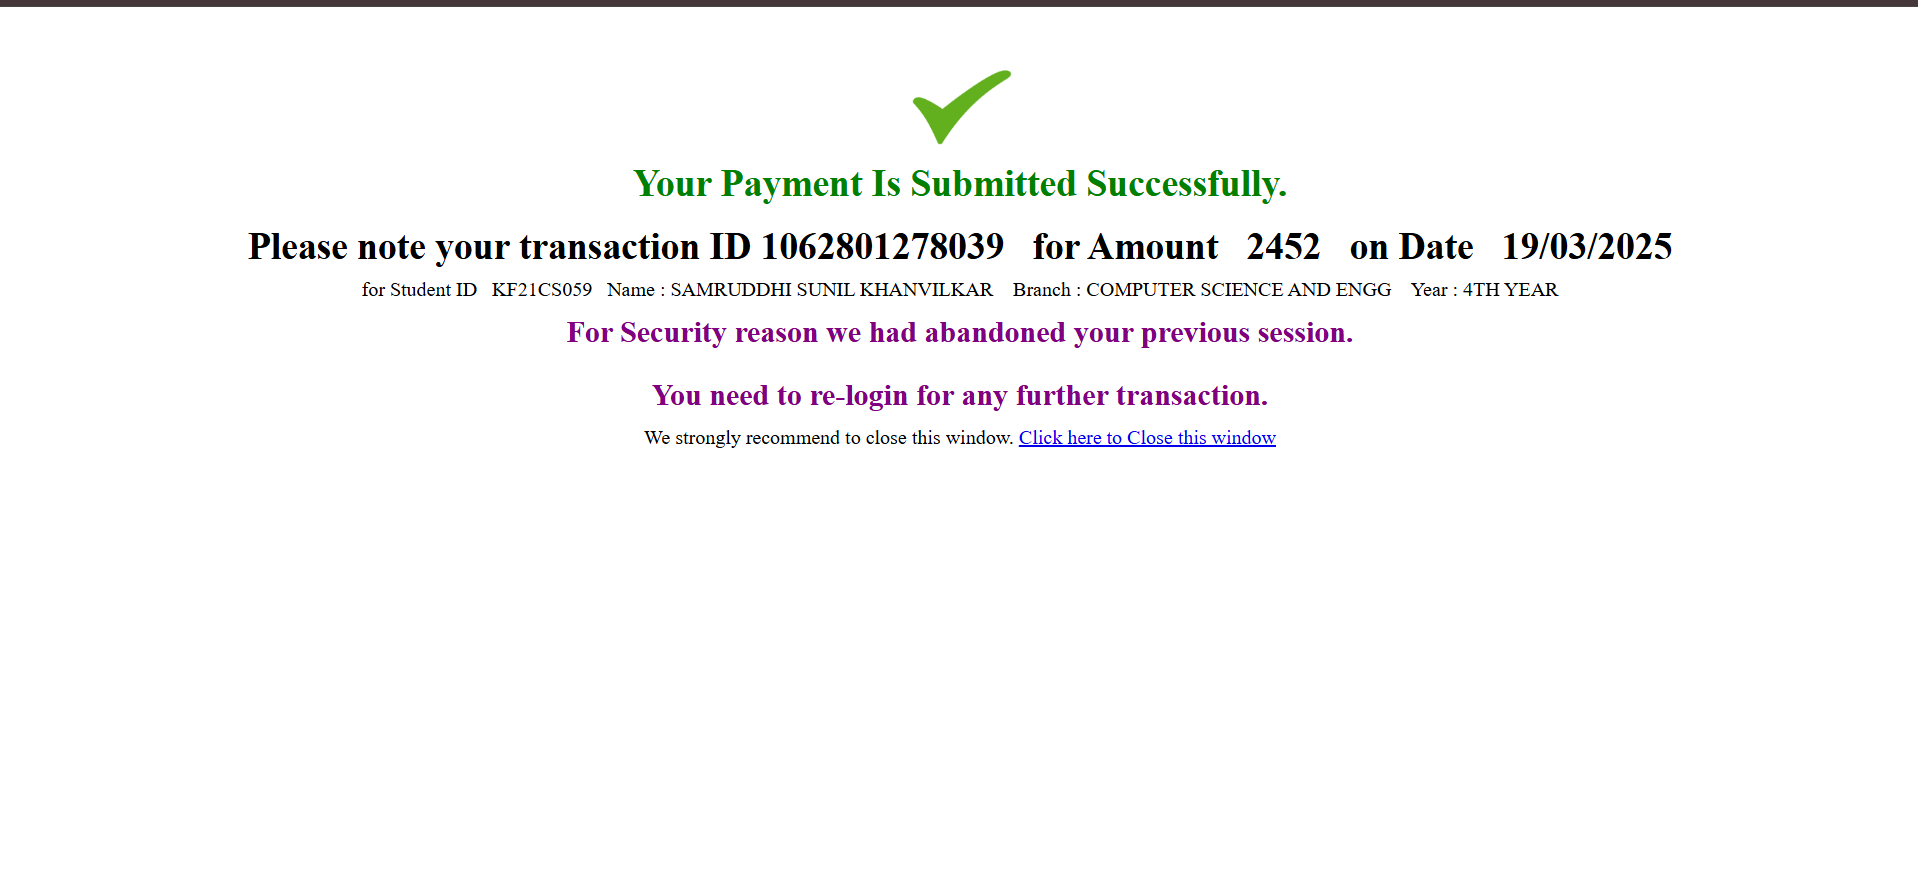 Your Payment Is Submitted Successfully.
Please note your transaction ID 1062801278039 for Amount 2452 on Date 19/03/2025
for Student ID KF21CS059 Name : SAMRUDDHI SUNIL KHANVILKAR Branch : COMPUTER SCIENCE AND ENGG Year : 4TH YEAR
For Security reason we had abandoned your previous session.
You need to re-login for any further transaction.
We strongly recommend to close this window. Click here to Close this window